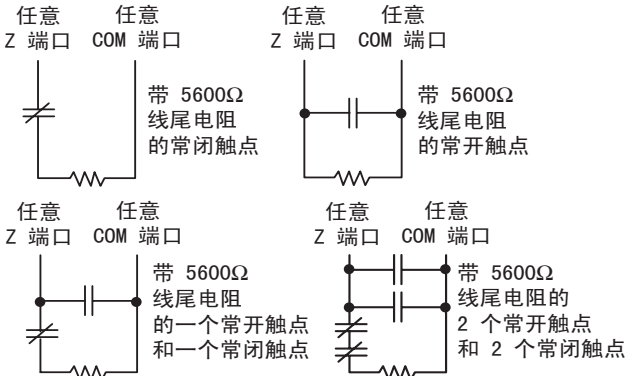 任意 任意
Z 端口 COM 端口
带 5600Ω
线尾电阻
的常闭触点
任意 任意
Z 端口 COM 端口
带 5600Ω
线尾电阻
的常开触点
任意 任意
Z 端口 COM 端口
带 5600Ω
线尾电阻
的一个常开触点
和一个常闭触点
任意 任意
Z 端口 COM 端口
带 5600Ω
线尾电阻的
2 个常开触点
和 2 个常闭触点